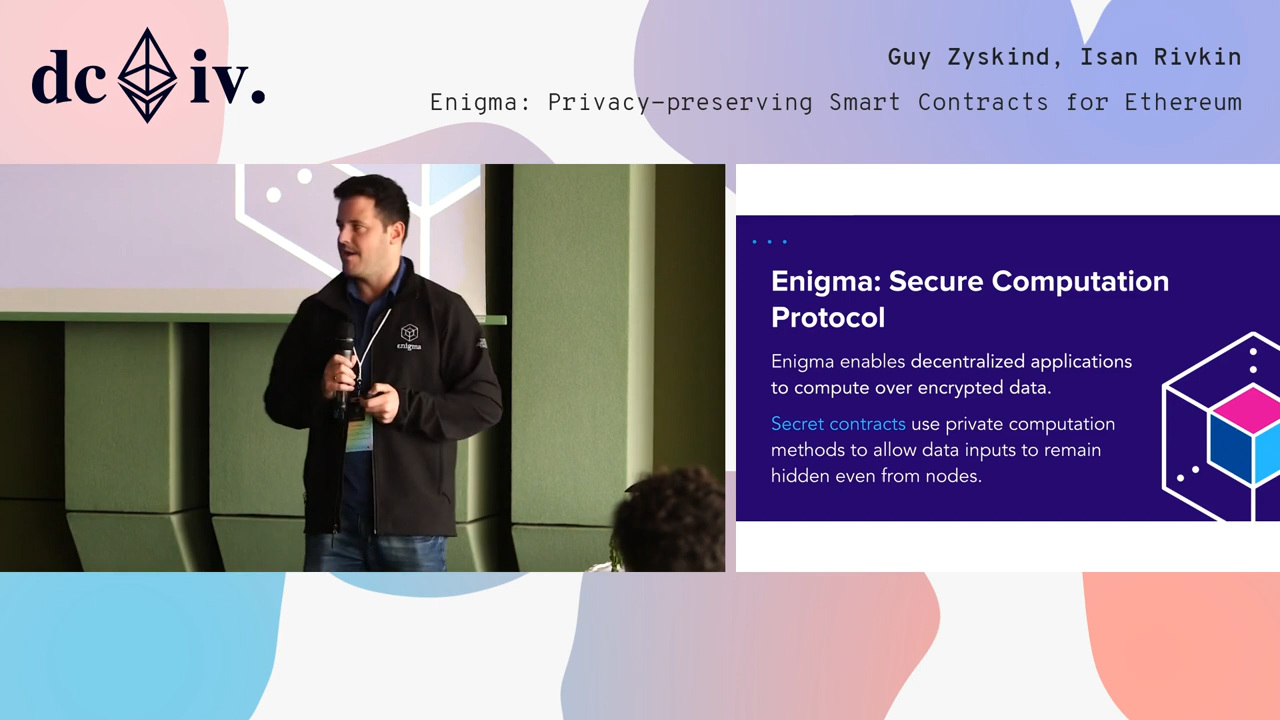 dc iv.
Guy Zyskind, Isan Rivkin
Enigma: Privacy-preserving Smart Contracts for Ethereum
enigma
Enigma: Secure Computation
Protocol
Enigma enables decentralized applications
to compute over encrypted data.
Secret contracts use private computation
methods to allow data inputs to remain
hidden even from nodes.